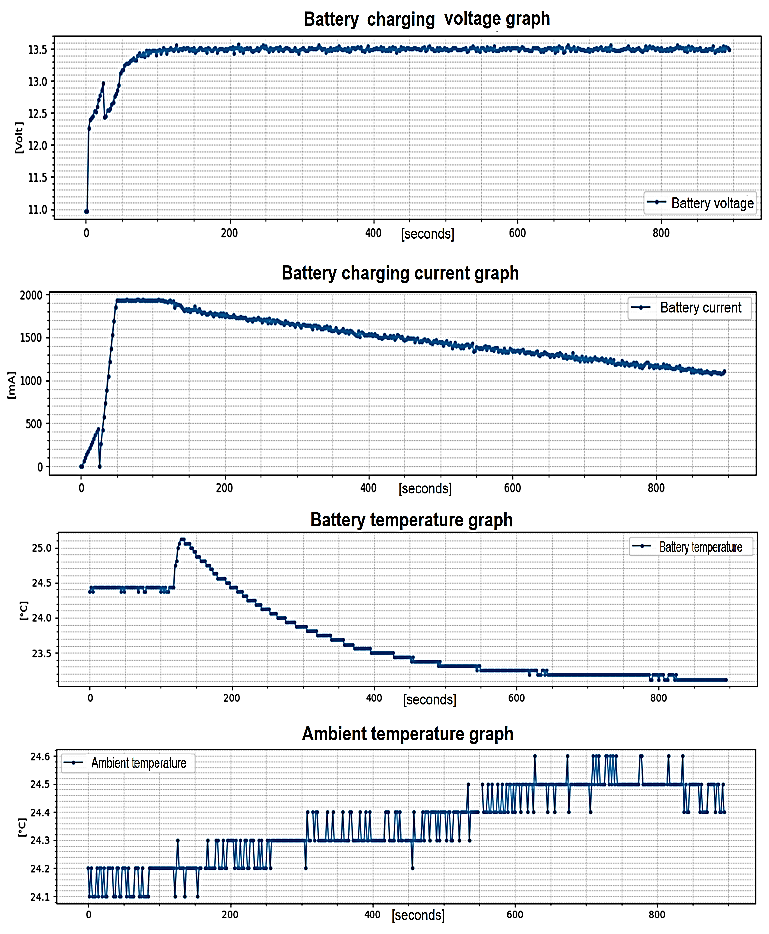 Battery charging voltage graph
13.5
13.0
12.5
12.0
11.5
11.0
[Volt]
Battery voltage
0 200 400 600 800
[seconds]
Battery charging current graph
2000
1500
1000
500
0
[mA]
Battery current
0 200 400 600 800
[seconds]
Battery temperature graph
25.0
24.5
24.0
23.5
[°C]
Battery temperature
0 200 400 600 800
[seconds]
Ambient temperature graph
24.6
24.5
24.4
24.3
24.2
24.1
[°C]
Ambient temperature
0 200 400 600 800
[seconds]